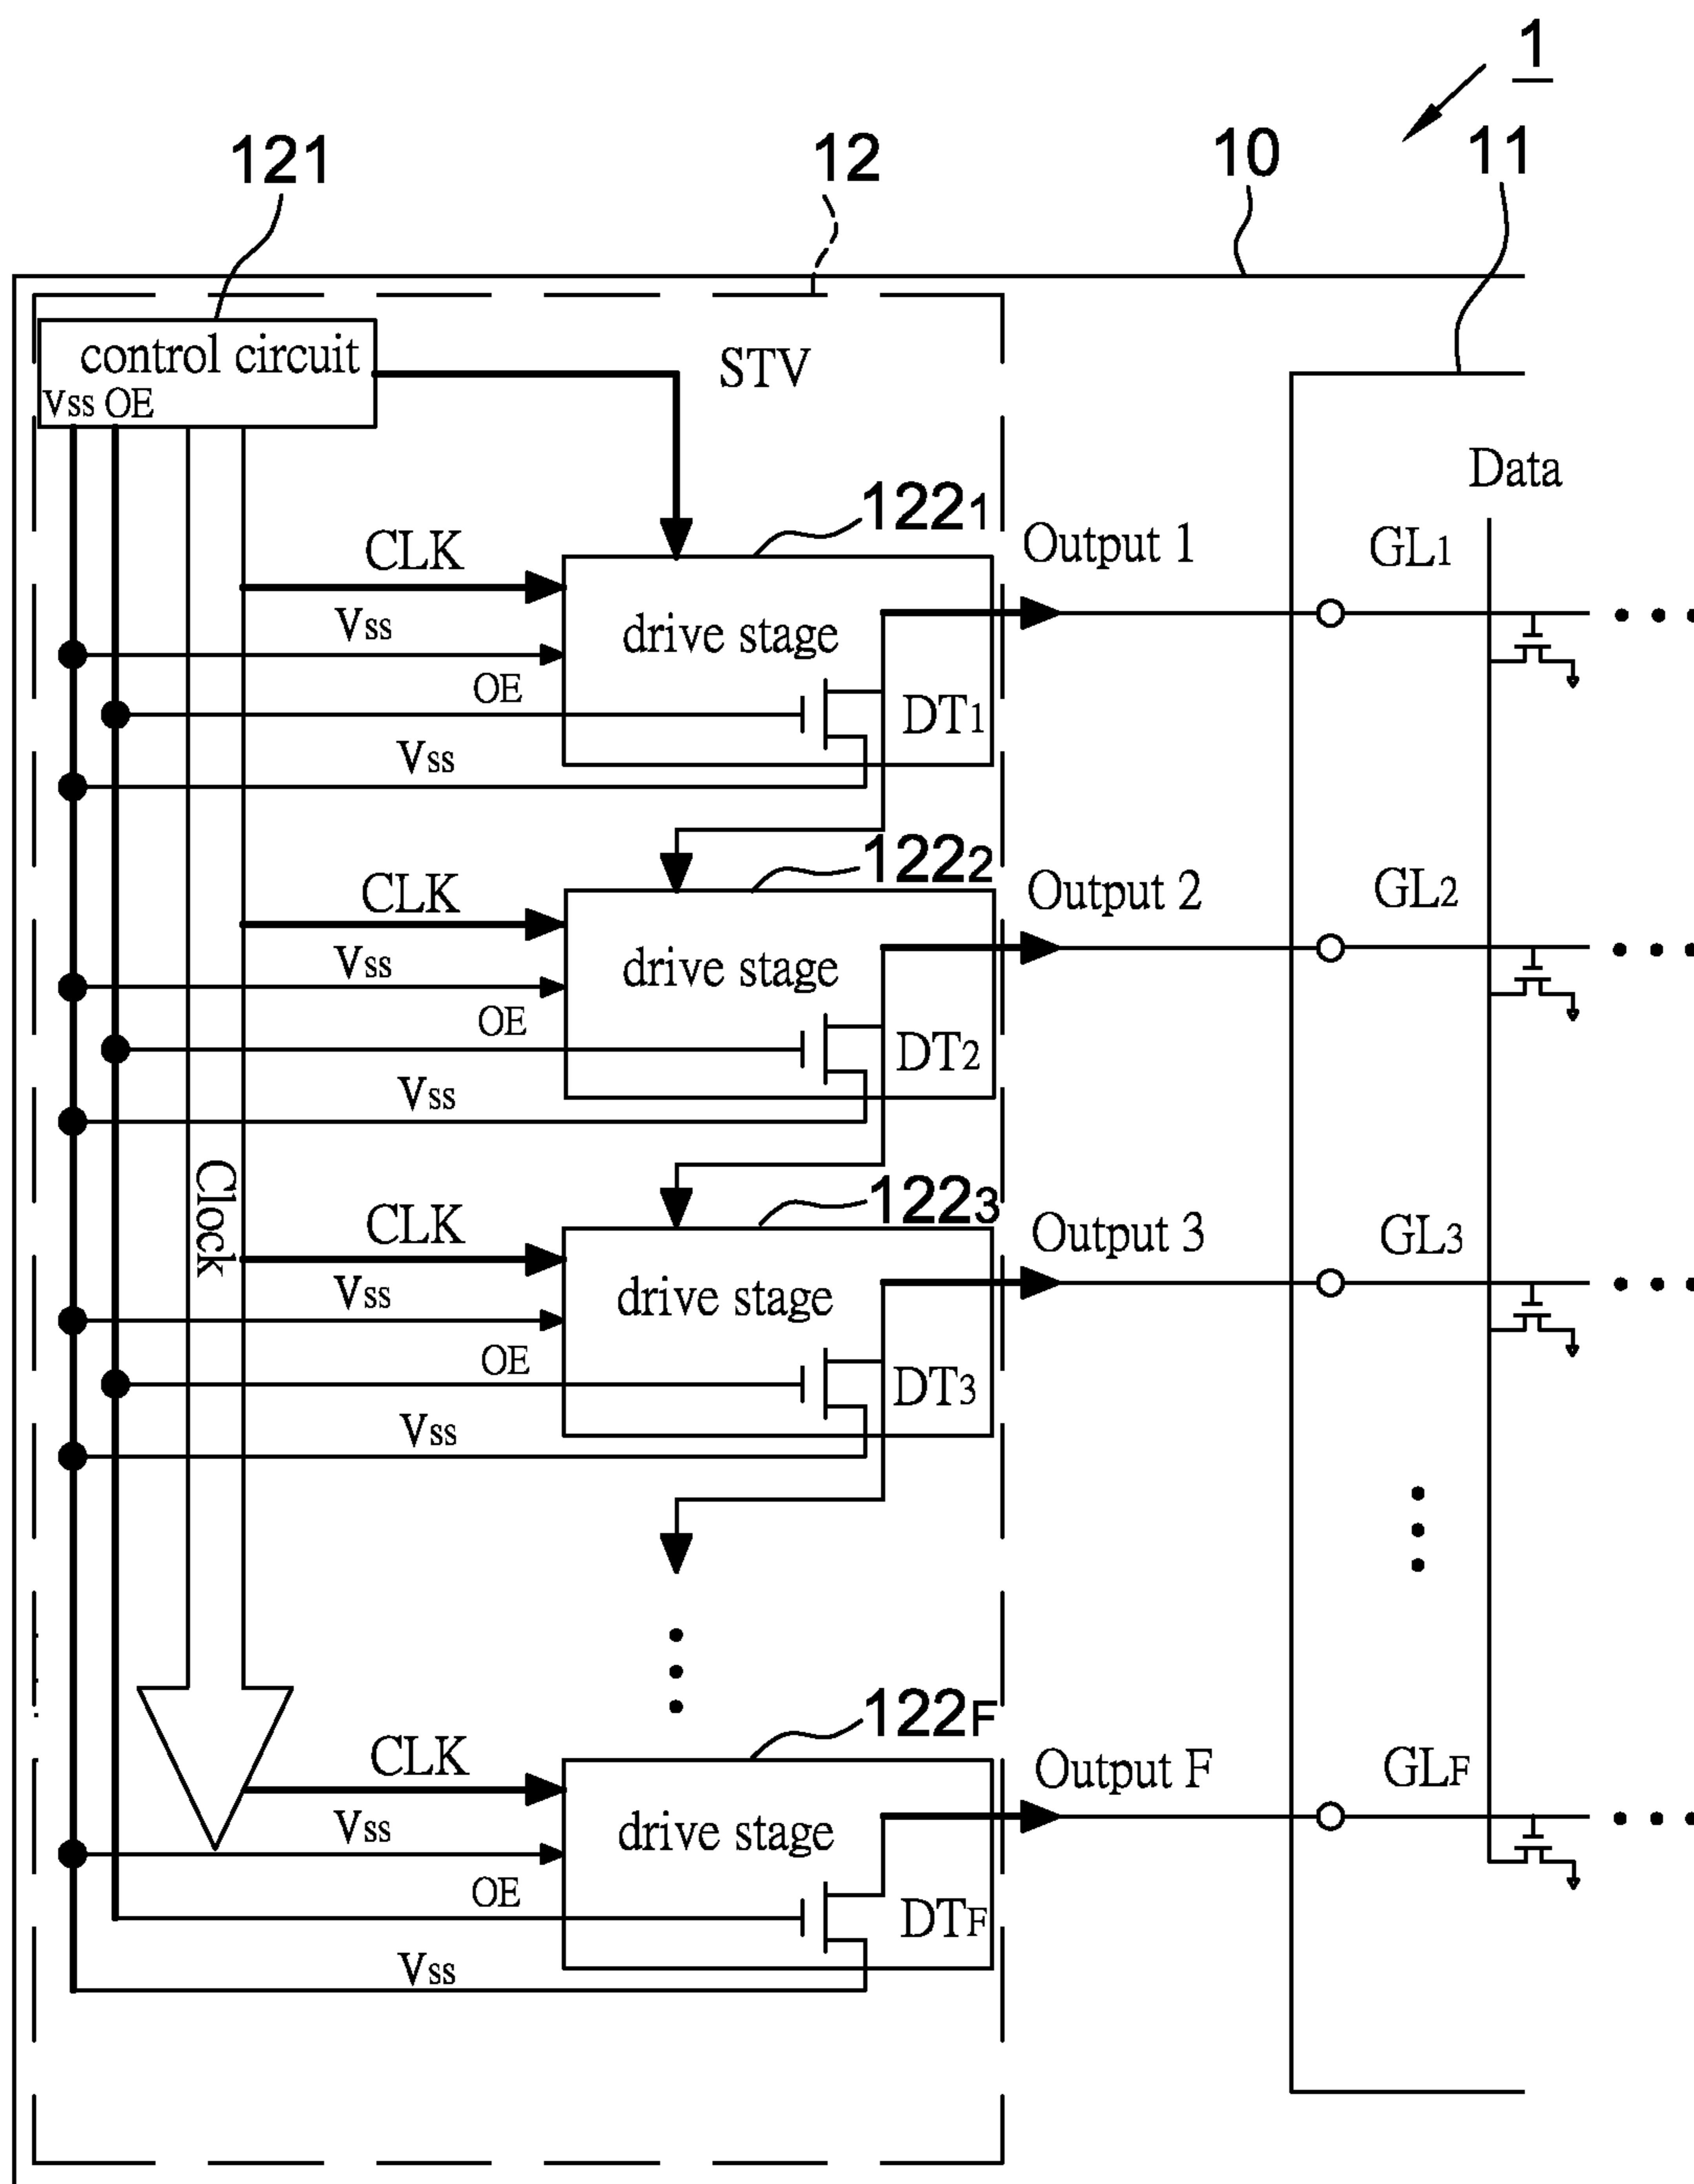 1
121
12
10
11
control circuit
Vss OE
STV
Data
122₁
Output 1
GL₁
CLK
Vss
drive stage
OE
DT₁
Vss
122₂
Output 2
GL₂
CLK
Vss
drive stage
OE
DT₂
Vss
Clock
122₃
Output 3
GL₃
CLK
Vss
drive stage
OE
DT₃
Vss
122F
Output F
GLF
CLK
Vss
drive stage
OE
DTF
Vss